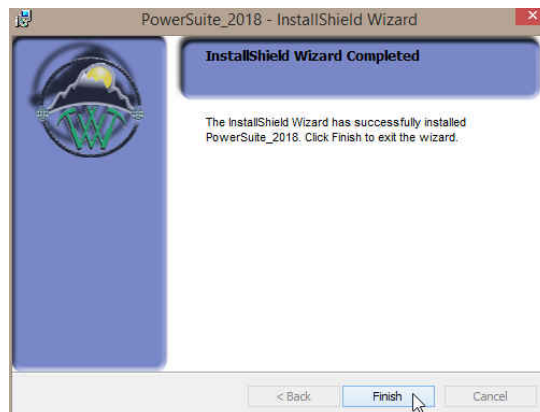 PowerSuite_2018 - InstallShield Wizard
InstallShield Wizard Completed
The InstallShield Wizard has successfully installed
PowerSuite_2018. Click Finish to exit the wizard.
< Back
Finish
Cancel